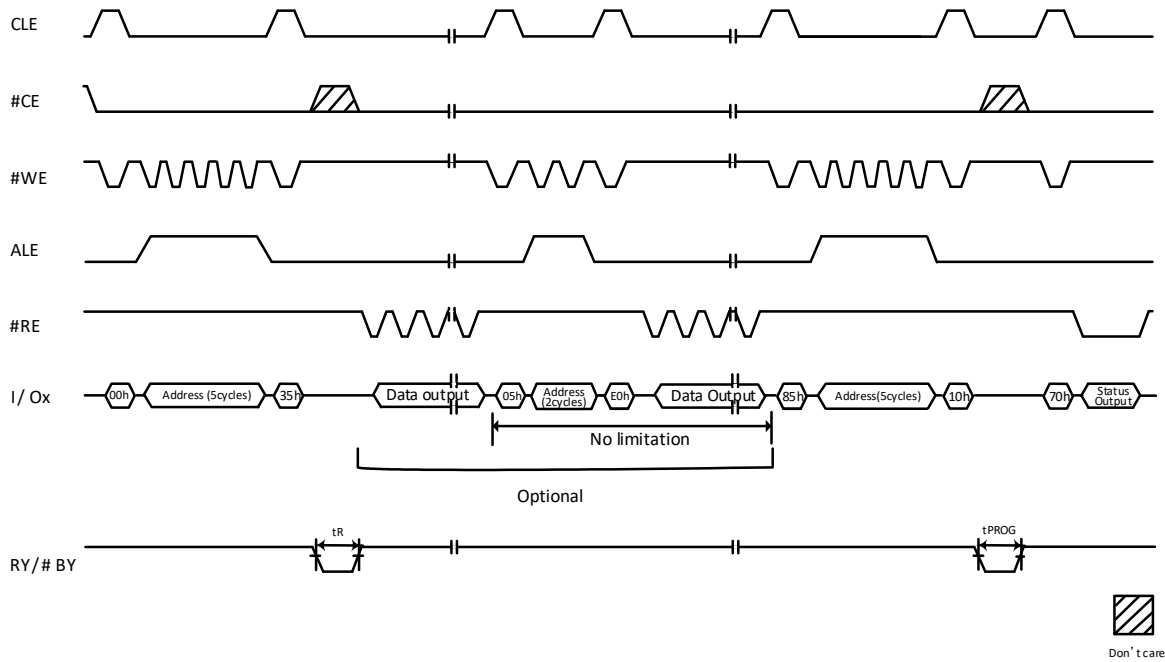 CLE
#CE
#WE
ALE
#RE
I/Ox 00h Address (5cycles) 35h Data output 05h Address (2cycles) E0h Data Output 85h Address(5cycles) 10h 70h Status Output
No limitation
Optional
tR tPROG
RY/# BY
Don't care